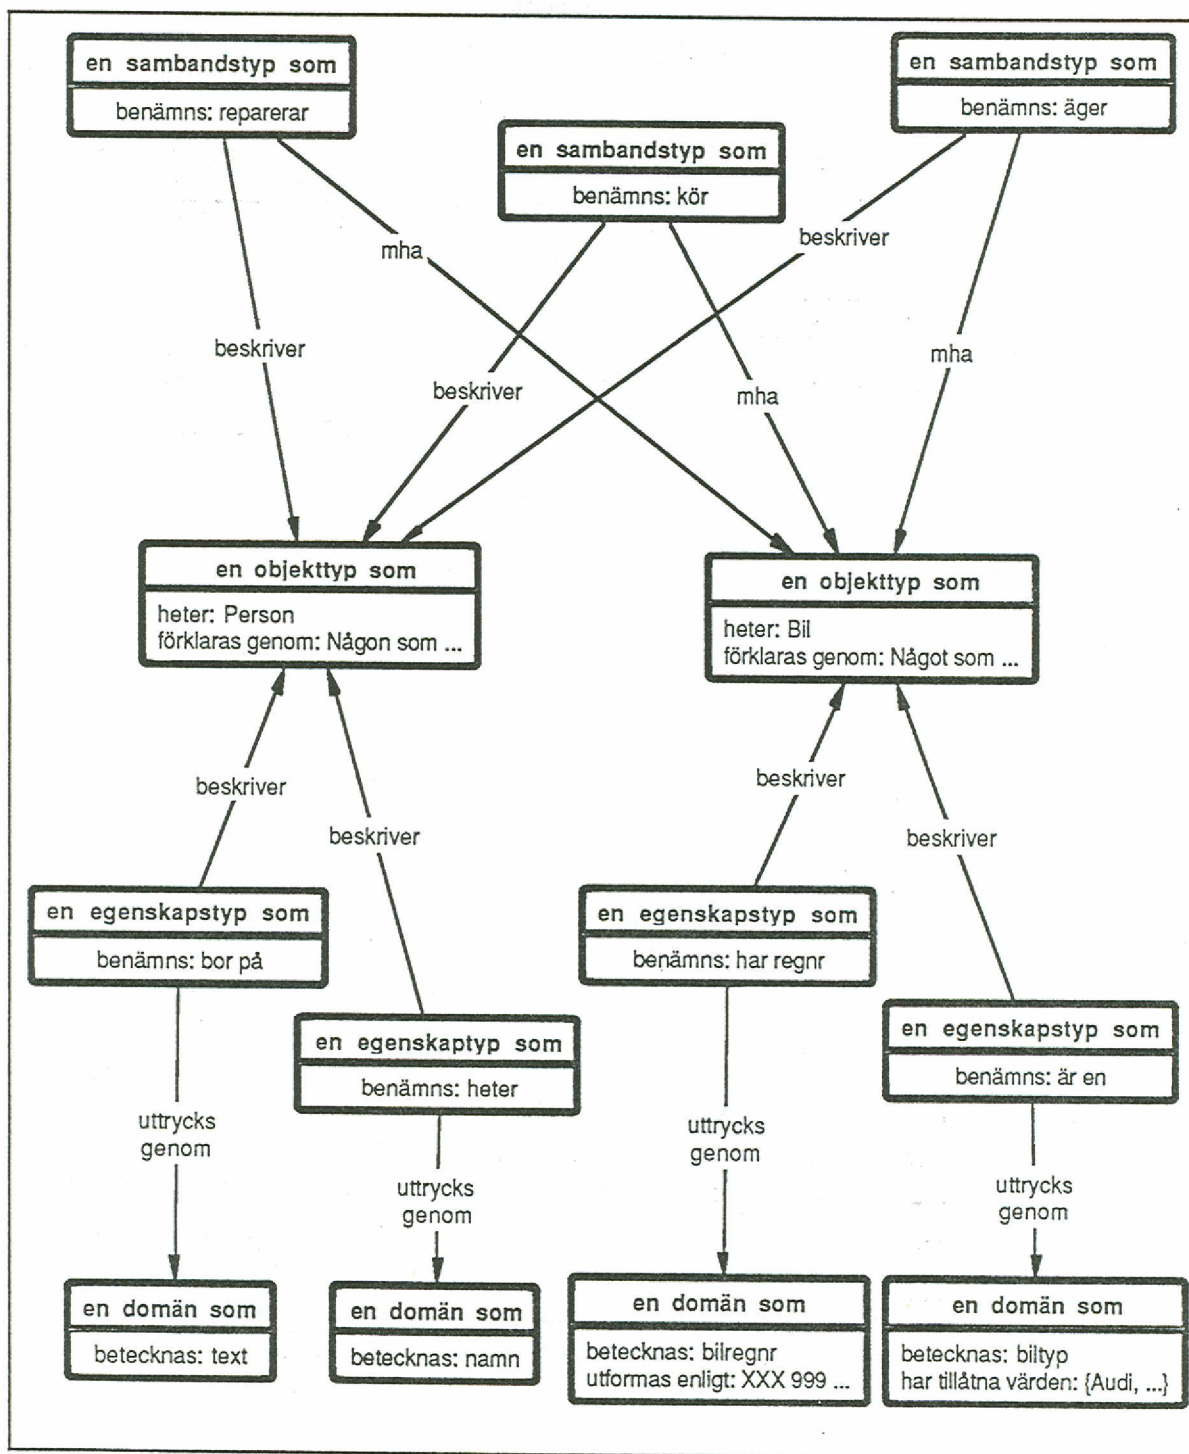 en sambandstyp som
benämns: reparerar
en sambandstyp som
benämns: äger
en sambandstyp som
benämns: kör
mha
beskriver
beskriver
mha
beskriver
mha
en objekttyp som
heter: Person
förklaras genom: Någon som ...
en objekttyp som
heter: Bil
förklaras genom: Något som ...
beskriver
beskriver
beskriver
beskriver
en egenskapstyp som
benämns: bor på
en egenskapstyp som
benämns: har regnr
en egenskaptyp som
benämns: heter
en egenskapstyp som
benämns: är en
uttrycks
genom
uttrycks
genom
uttrycks
genom
uttrycks
genom
en domän som
betecknas: text
en domän som
betecknas: namn
en domän som
betecknas: bilregnr
utformas enligt: XXX 999 ...
en domän som
betecknas: biltyp
har tillåtna värden: {Audi, ...}